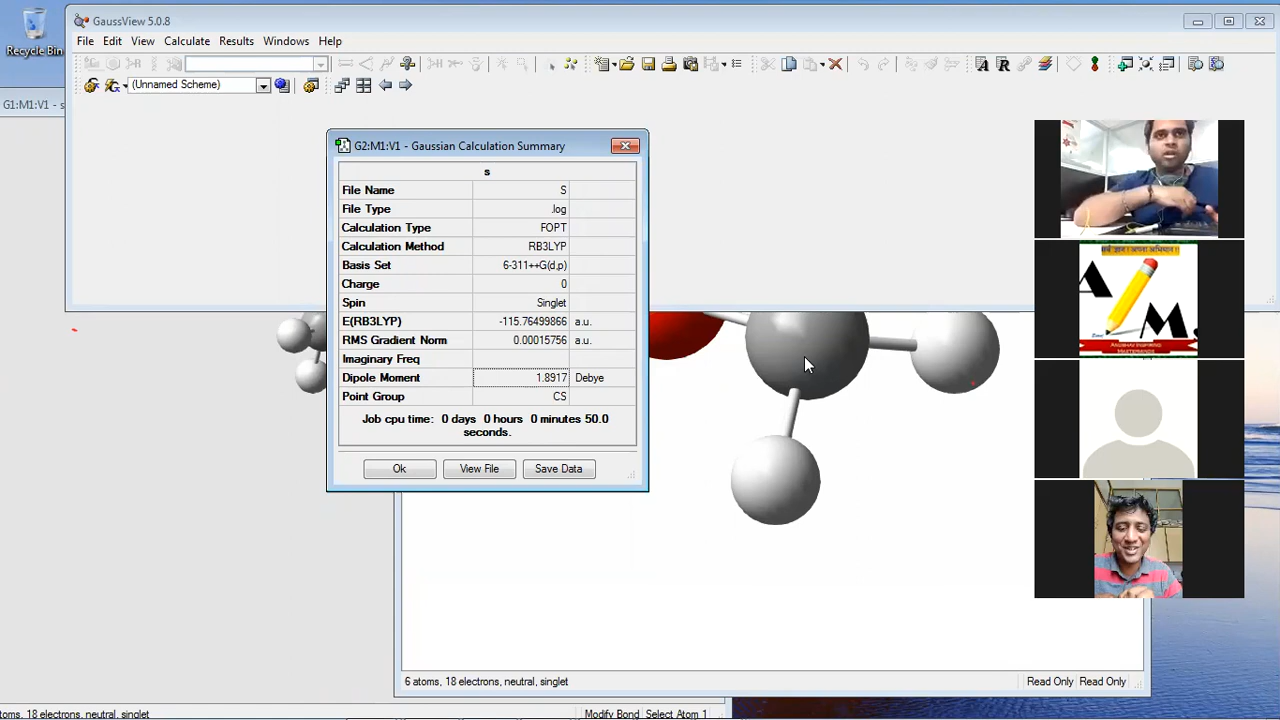 Recycle Bin
GaussView 5.0.8
File Edit View Calculate Results Windows Help
(Unnamed Scheme)
G1:M1:V1 - s
G2:M1:V1 - Gaussian Calculation Summary
s
File Name S
File Type .log
Calculation Type FOPT
Calculation Method RB3LYP
Basis Set 6-311++G(d,p)
Charge 0
Spin Singlet
E(RB3LYP) -115.76499866 a.u.
RMS Gradient Norm 0.00015756 a.u.
Imaginary Freq
Dipole Moment 1.8917 Debye
Point Group CS
Job cpu time: 0 days 0 hours 0 minutes 50.0
seconds.
Ok View File Save Data
सर्व ज्ञान । अपना अभिमान ।
A M
6 atoms, 18 electrons, neutral, singlet Read Only Read Only
toms, 18 electrons, neutral, singlet Modify Bond Select Atom 1